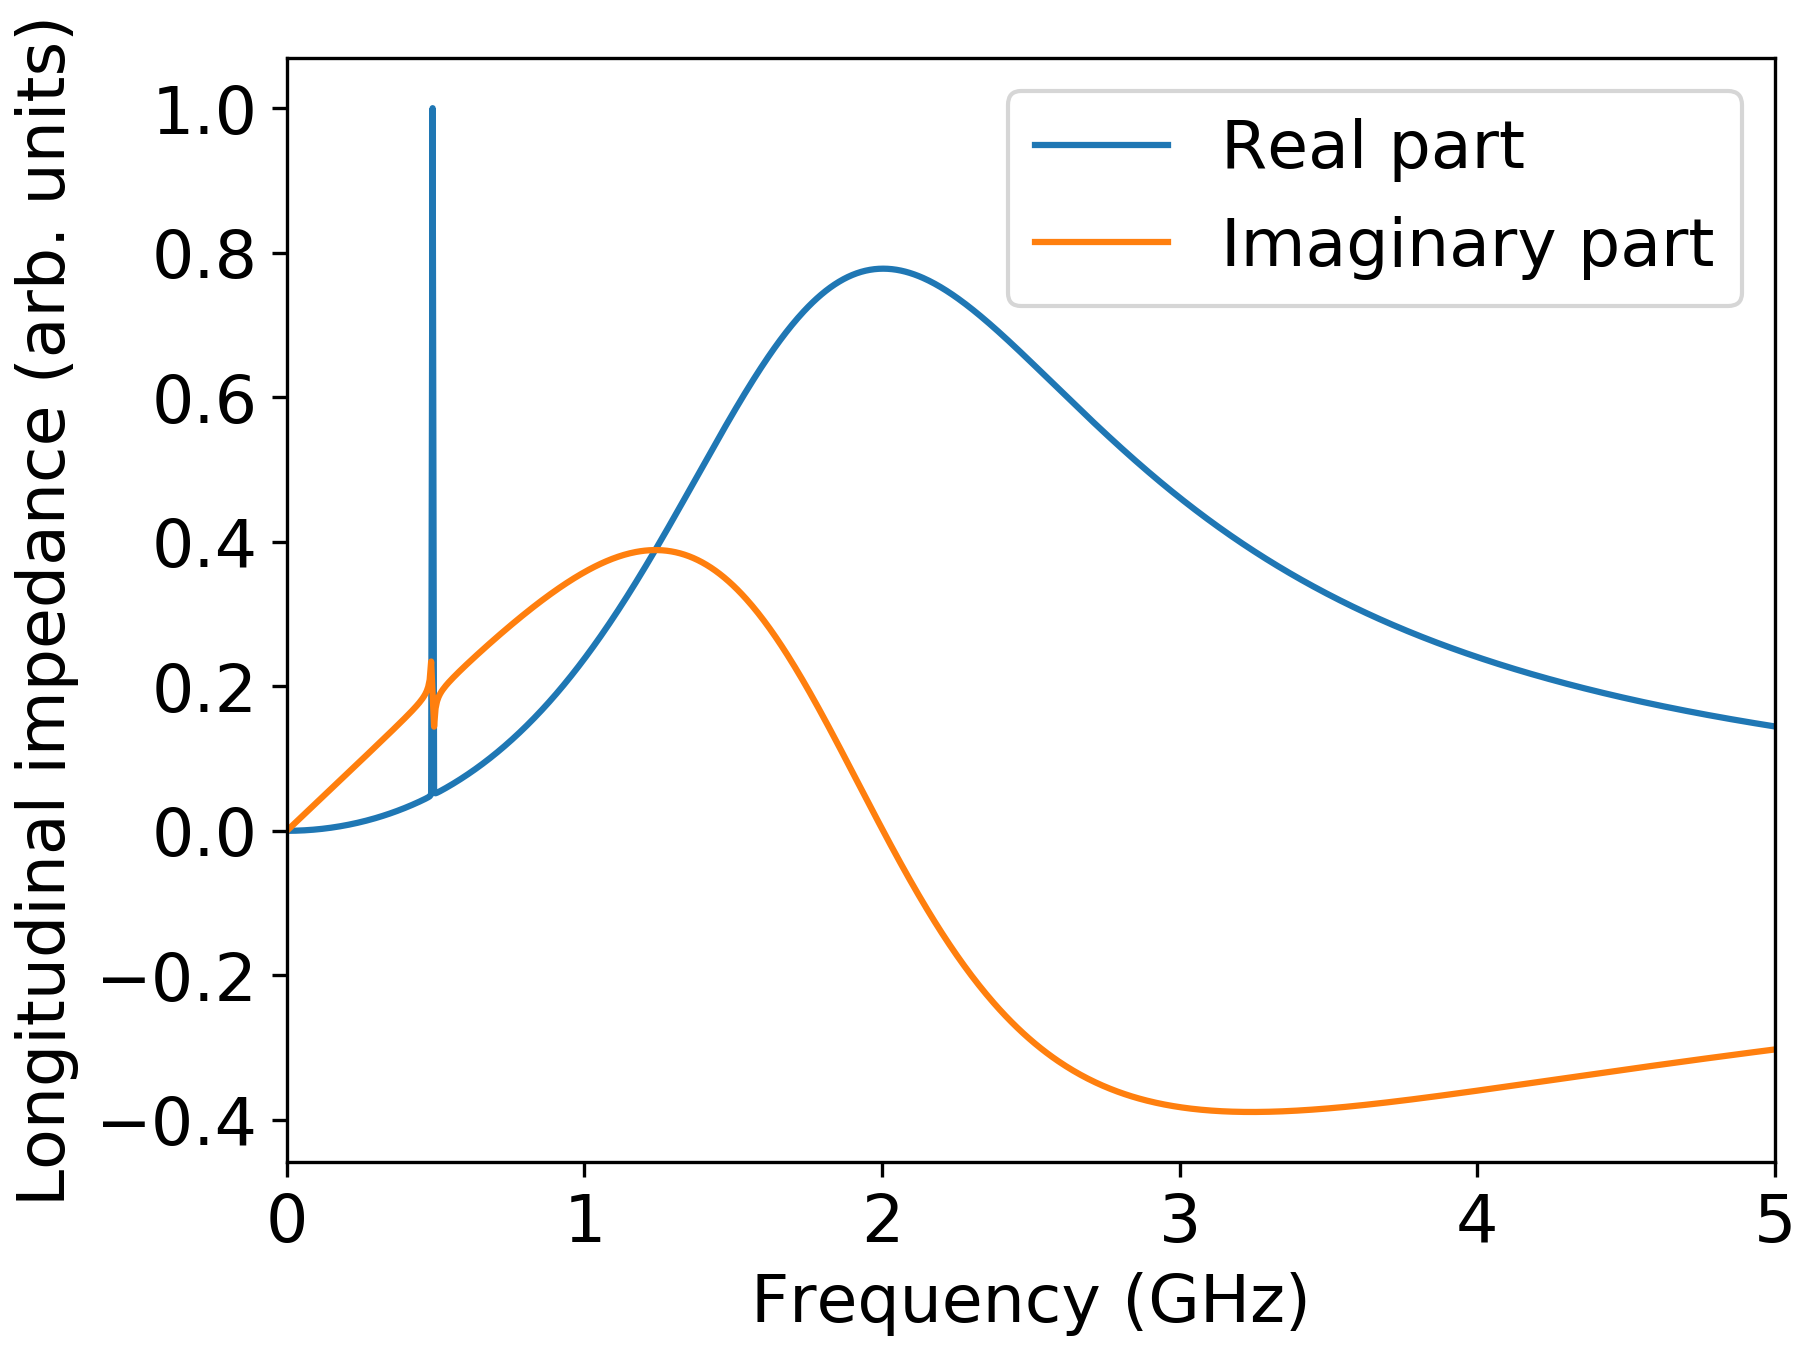 Longitudinal impedance (arb. units)
1.0
0.8
0.6
0.4
0.2
0.0
−0.2
−0.4
Real part
Imaginary part
0 1 2 3 4 5
Frequency (GHz)